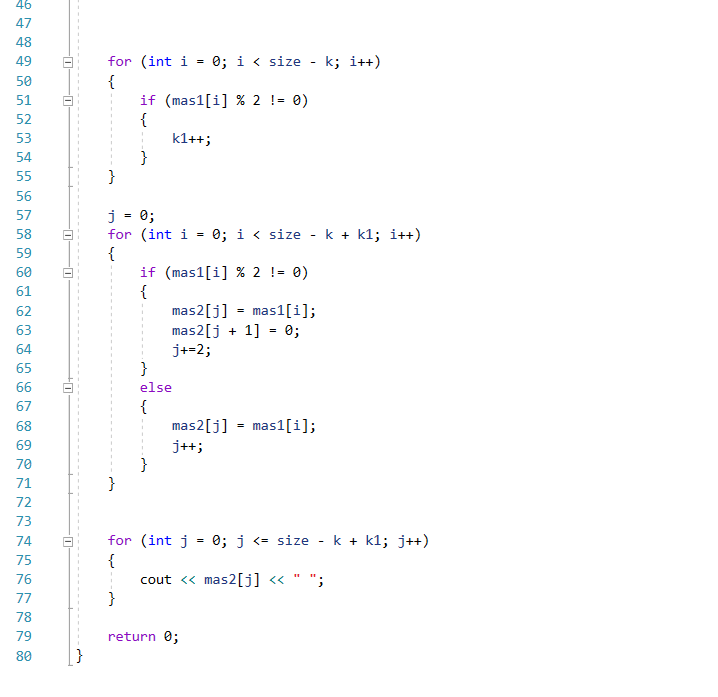 46
47
48
49 for (int i = 0; i < size - k; i++)
50 {
51 if (mas1[i] % 2 != 0)
52 {
53 k1++;
54 }
55 }
56
57 j = 0;
58 for (int i = 0; i < size - k + k1; i++)
59 {
60 if (mas1[i] % 2 != 0)
61 {
62 mas2[j] = mas1[i];
63 mas2[j + 1] = 0;
64 j+=2;
65 }
66 else
67 {
68 mas2[j] = mas1[i];
69 j++;
70 }
71 }
72
73
74 for (int j = 0; j <= size - k + k1; j++)
75 {
76 cout << mas2[j] << " ";
77 }
78
79 return 0;
80 }